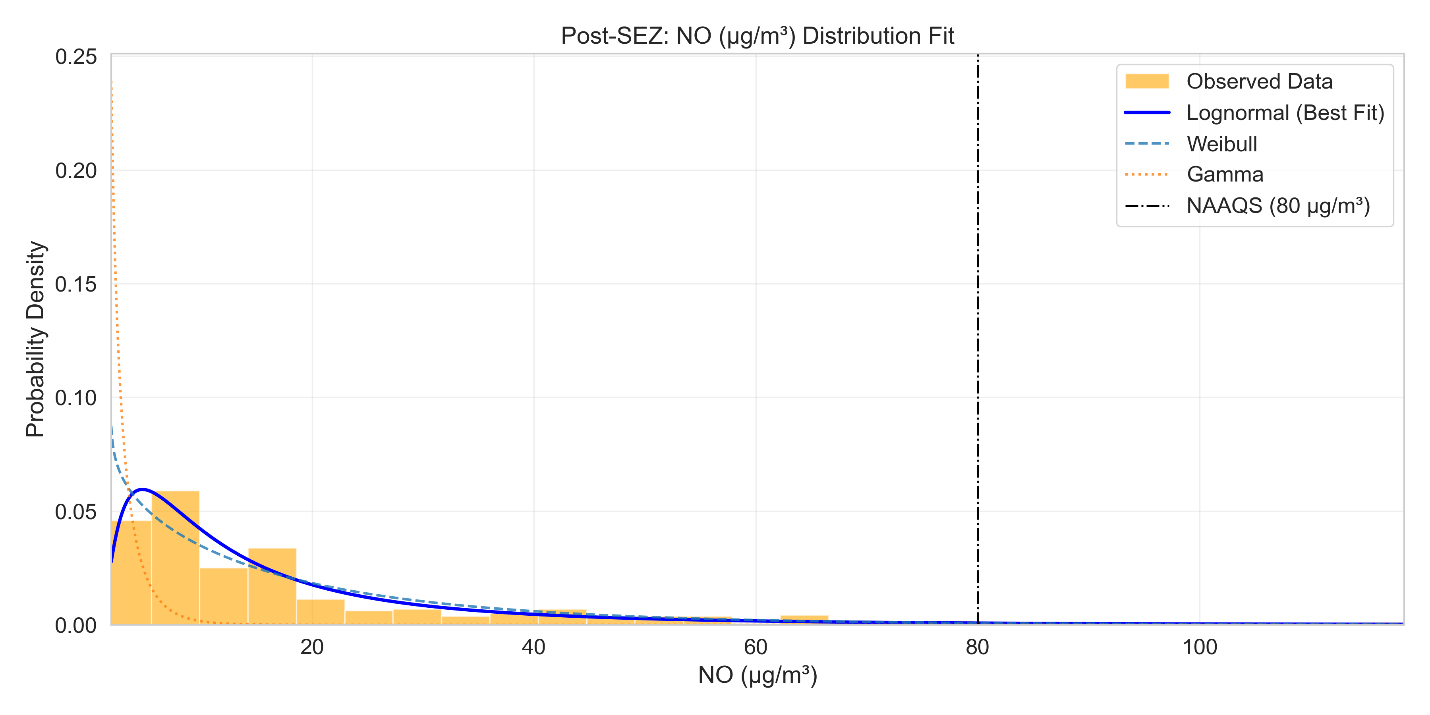 Post-SEZ: NO (µg/m³) Distribution Fit
0.25
0.20
0.15
0.10
0.05
0.00
Probability Density
Observed Data
Lognormal (Best Fit)
Weibull
Gamma
NAAQS (80 µg/m³)
20
40
60
80
100
NO (µg/m³)